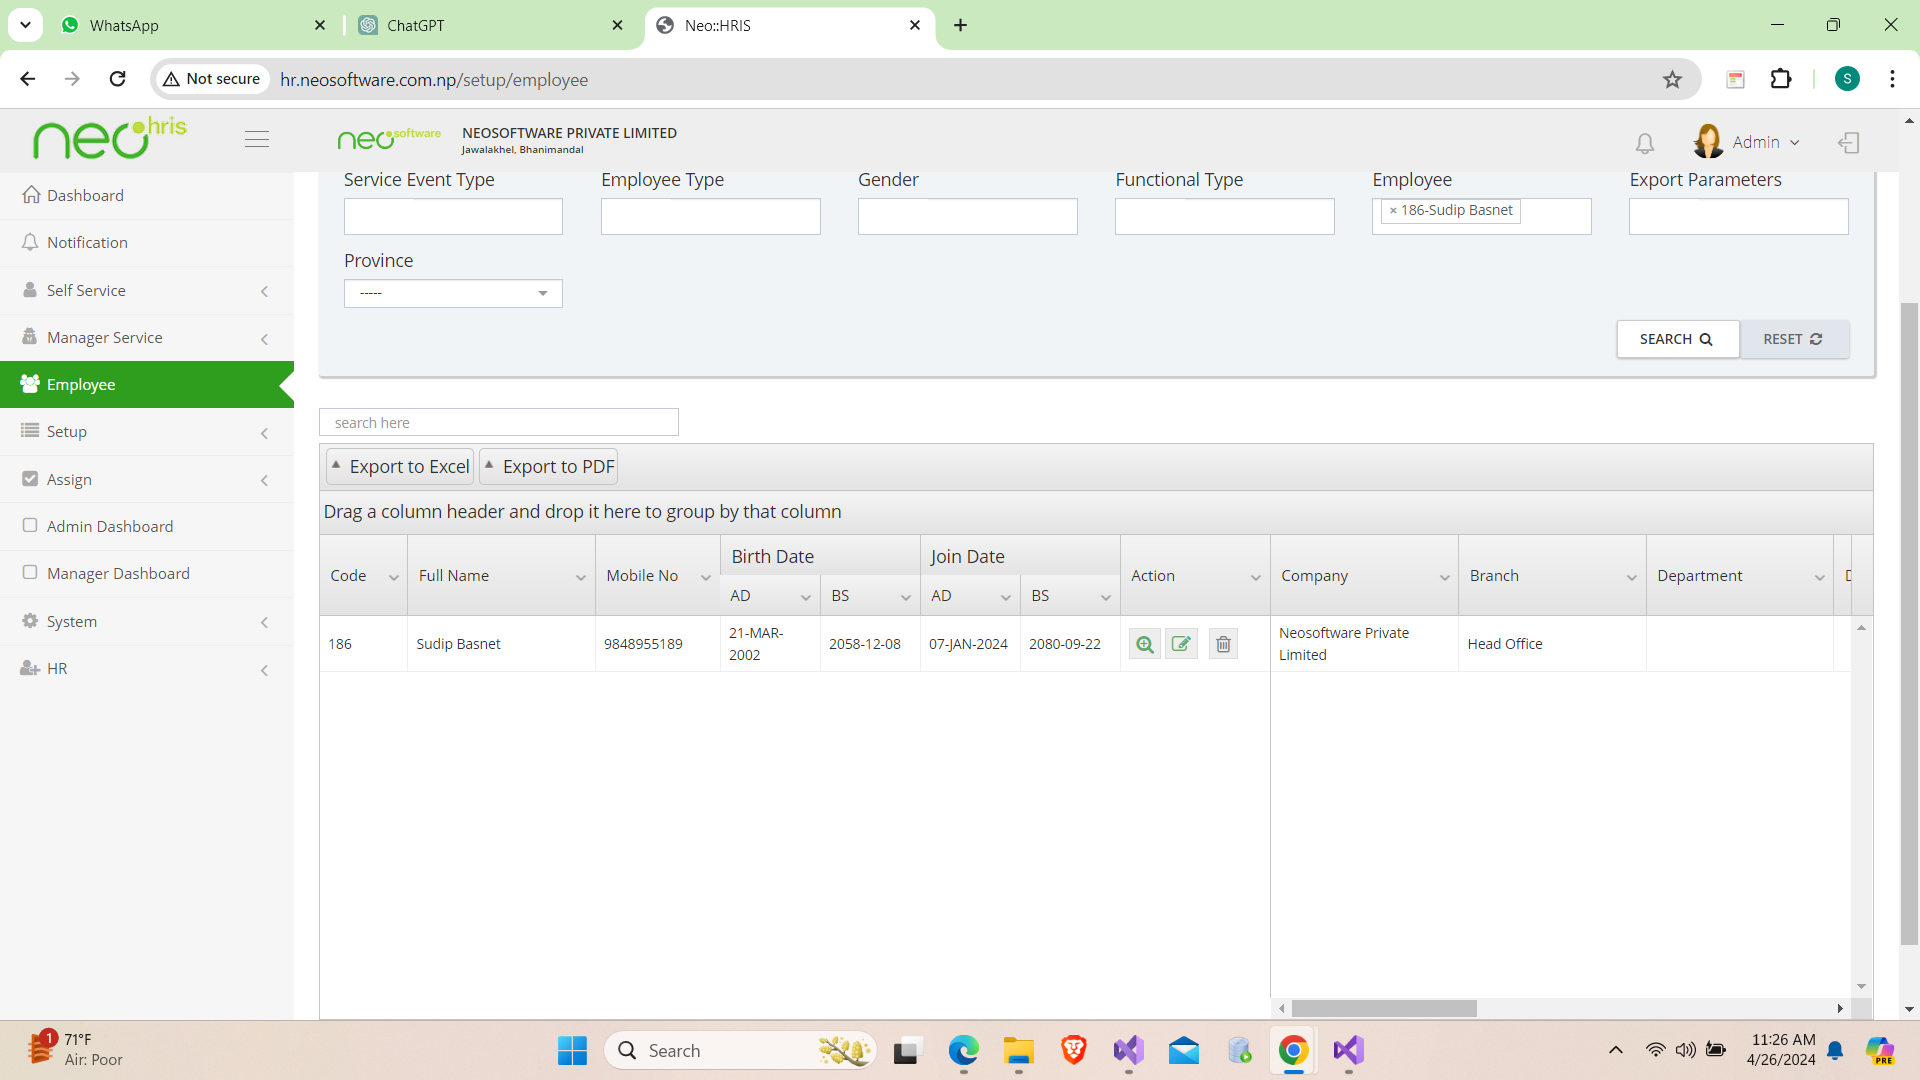 WhatsApp
ChatGPT
Neo::HRIS
Not secure
hr.neosoftware.com.np/setup/employee
S
neo hris
neo software
NEOSOFTWARE PRIVATE LIMITED
Jawalakhel, Bhanimandal
Admin
Dashboard
Notification
Self Service
Manager Service
Employee
Setup
Assign
Admin Dashboard
Manager Dashboard
System
HR
Service Event Type Employee Type Gender Functional Type Employee Export Parameters
× 186-Sudip Basnet
Province
-----
SEARCH RESET
search here
Export to Excel Export to PDF
Drag a column header and drop it here to group by that column
Birth Date Join Date
Code Full Name Mobile No Action Company Branch Department
AD BS AD BS
186 Sudip Basnet 9848955189 21-MAR-2002 2058-12-08 07-JAN-2024 2080-09-22 Neosoftware Private Limited Head Office
1
71°F
Air: Poor
Search
11:26 AM
4/26/2024
PRE